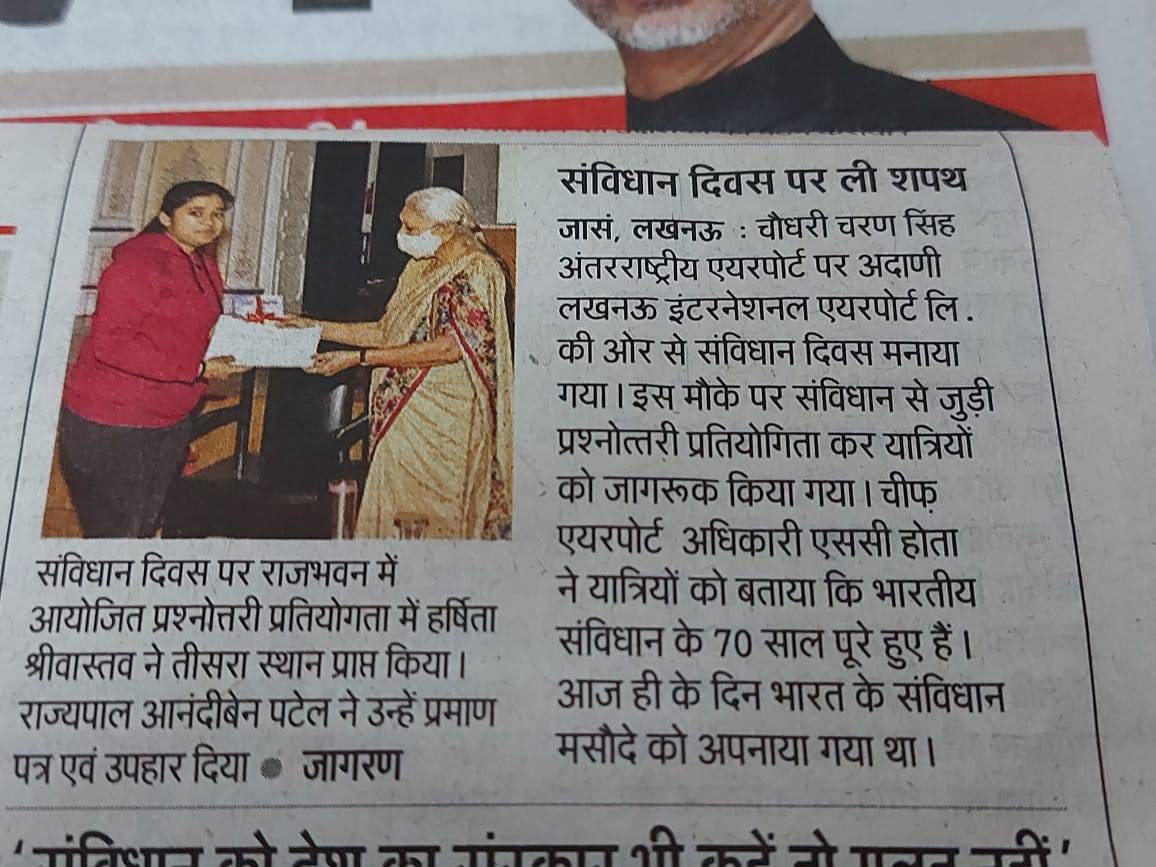 संविधान दिवस पर राजभवन में
आयोजित प्रश्नोत्तरी प्रतियोगता में हर्षिता
श्रीवास्तव ने तीसरा स्थान प्राप्त किया।
राज्यपाल आनंदीबेन पटेल ने उन्हें प्रमाण
पत्र एवं उपहार दिया ● जागरण
संविधान दिवस पर ली शपथ
जासं, लखनऊ : चौधरी चरण सिंह
अंतरराष्ट्रीय एयरपोर्ट पर अदाणी
लखनऊ इंटरनेशनल एयरपोर्ट लि.
की ओर से संविधान दिवस मनाया
गया। इस मौके पर संविधान से जुड़ी
प्रश्नोत्तरी प्रतियोगिता कर यात्रियों
को जागरूक किया गया। चीफ़
एयरपोर्ट अधिकारी एससी होता
ने यात्रियों को बताया कि भारतीय
संविधान के 70 साल पूरे हुए हैं।
आज ही के दिन भारत के संविधान
मसौदे को अपनाया गया था।
'संविधान को देश का संस्कार भी कहें तो गलत नहीं'